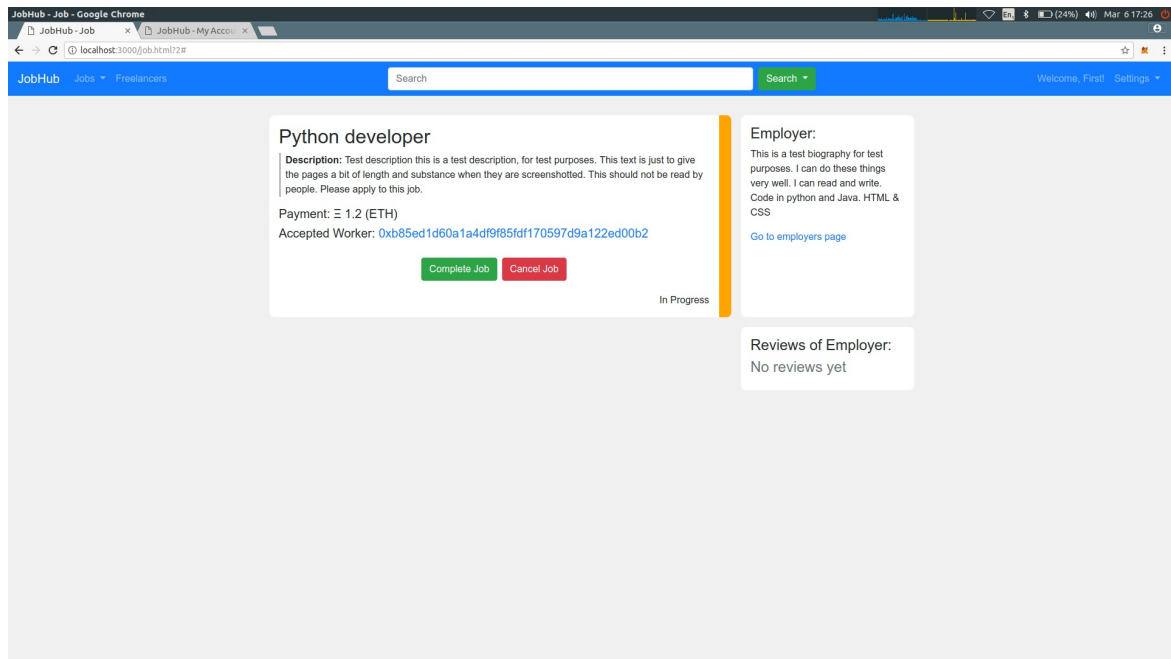 JobHub - Job - Google Chrome
En
(24%)
Mar 6 17:26
JobHub - Job
JobHub - My Accou
localhost:3000/job.html?2#
JobHub Jobs Freelancers
Search
Search
Welcome, First! Settings
Python developer
Description: Test description this is a test description, for test purposes. This text is just to give
the pages a bit of length and substance when they are screenshotted. This should not be read by
people. Please apply to this job.
Payment: Ξ 1.2 (ETH)
Accepted Worker: 0xb85ed1d60a1a4df9f85fdf170597d9a122ed00b2
Complete Job Cancel Job
In Progress
Employer:
This is a test biography for test
purposes. I can do these things
very well. I can read and write.
Code in python and Java. HTML &
CSS
Go to employers page
Reviews of Employer:
No reviews yet